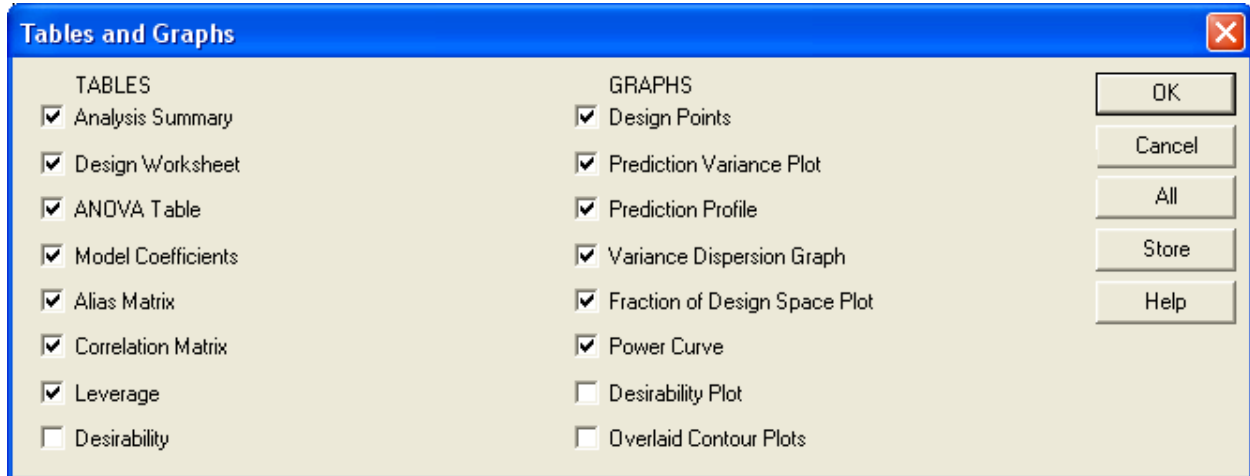 Tables and Graphs
TABLES
Analysis Summary
Design Worksheet
ANOVA Table
Model Coefficients
Alias Matrix
Correlation Matrix
Leverage
Desirability
GRAPHS
Design Points
Prediction Variance Plot
Prediction Profile
Variance Dispersion Graph
Fraction of Design Space Plot
Power Curve
Desirability Plot
Overlaid Contour Plots
OK
Cancel
All
Store
Help